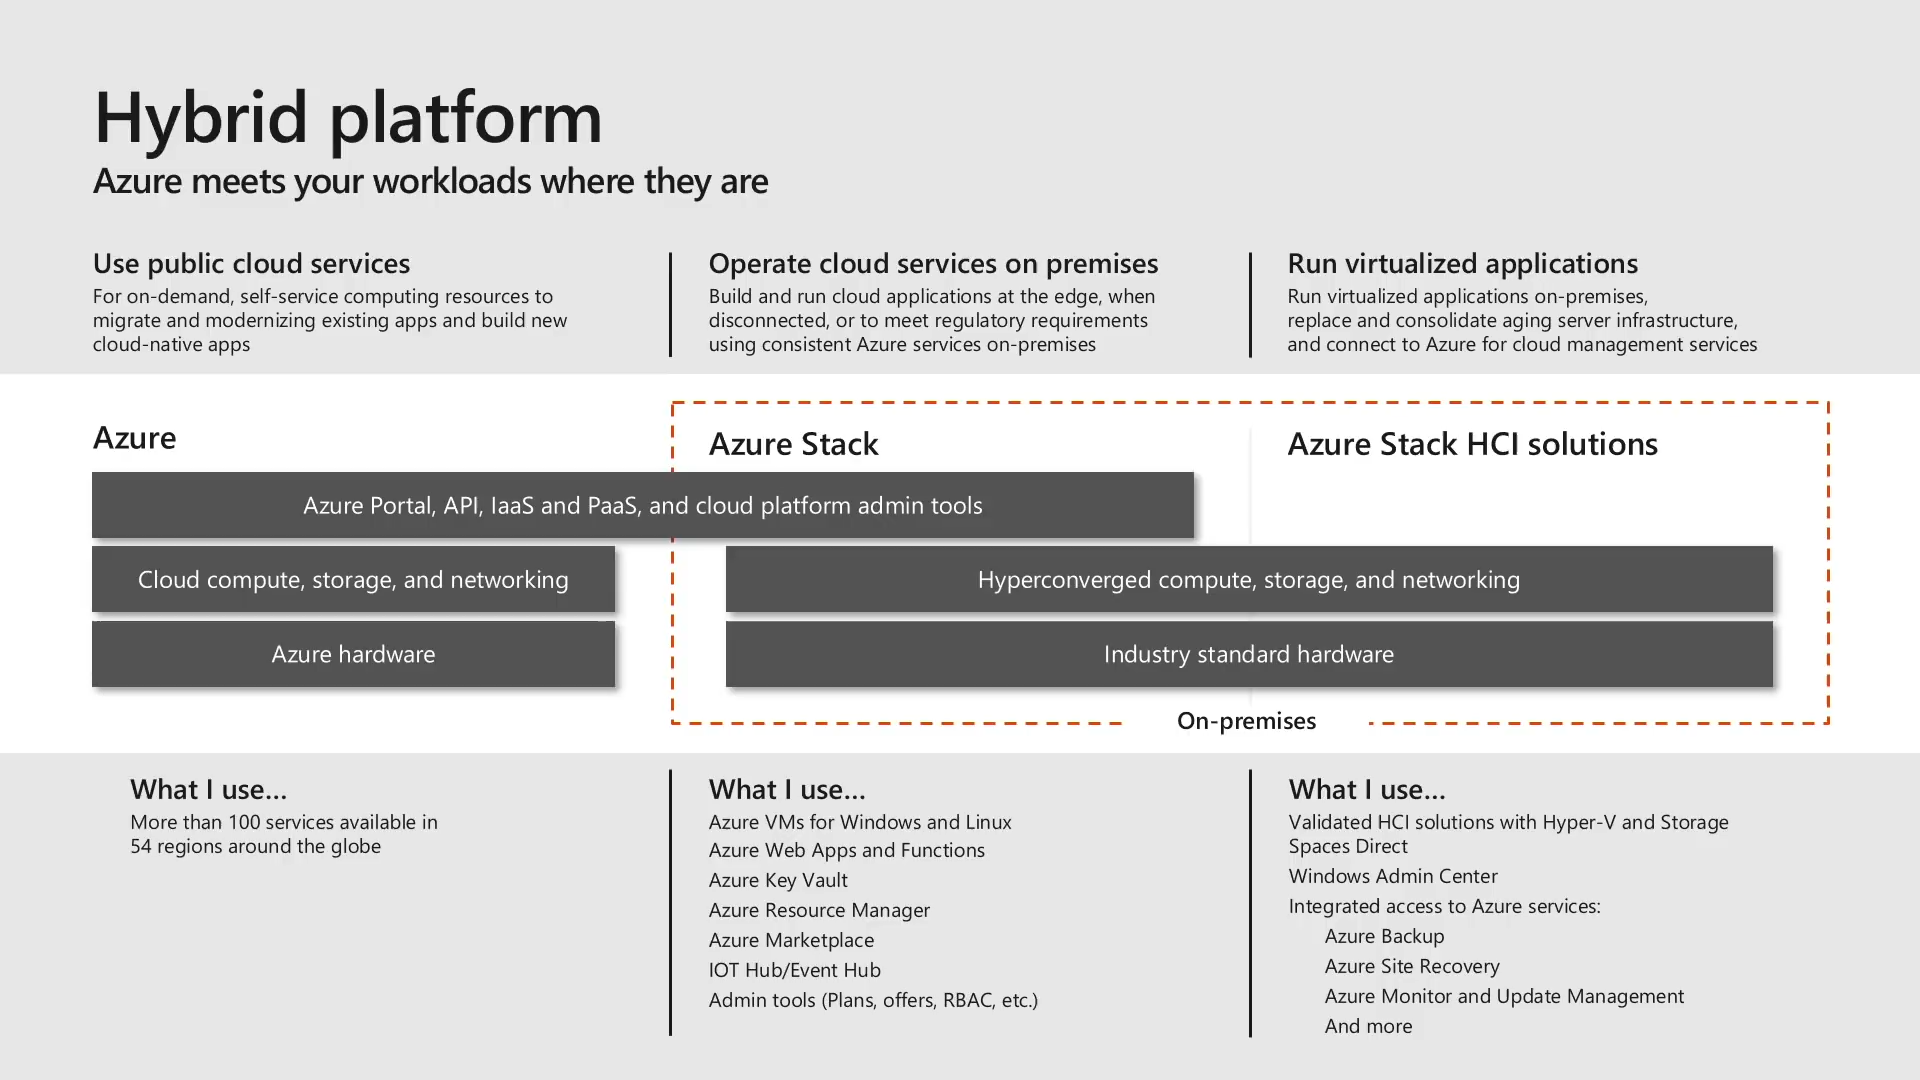 Hybrid platform
Azure meets your workloads where they are
Use public cloud services
For on-demand, self-service computing resources to
migrate and modernizing existing apps and build new
cloud-native apps
Operate cloud services on premises
Build and run cloud applications at the edge, when
disconnected, or to meet regulatory requirements
using consistent Azure services on-premises
Run virtualized applications
Run virtualized applications on-premises,
replace and consolidate aging server infrastructure,
and connect to Azure for cloud management services
Azure
Azure Stack
Azure Stack HCI solutions
Azure Portal, API, IaaS and PaaS, and cloud platform admin tools
Cloud compute, storage, and networking
Hyperconverged compute, storage, and networking
Azure hardware
Industry standard hardware
On-premises
What I use...
More than 100 services available in
54 regions around the globe
What I use...
Azure VMs for Windows and Linux
Azure Web Apps and Functions
Azure Key Vault
Azure Resource Manager
Azure Marketplace
IOT Hub/Event Hub
Admin tools (Plans, offers, RBAC, etc.)
What I use...
Validated HCI solutions with Hyper-V and Storage
Spaces Direct
Windows Admin Center
Integrated access to Azure services:
Azure Backup
Azure Site Recovery
Azure Monitor and Update Management
And more